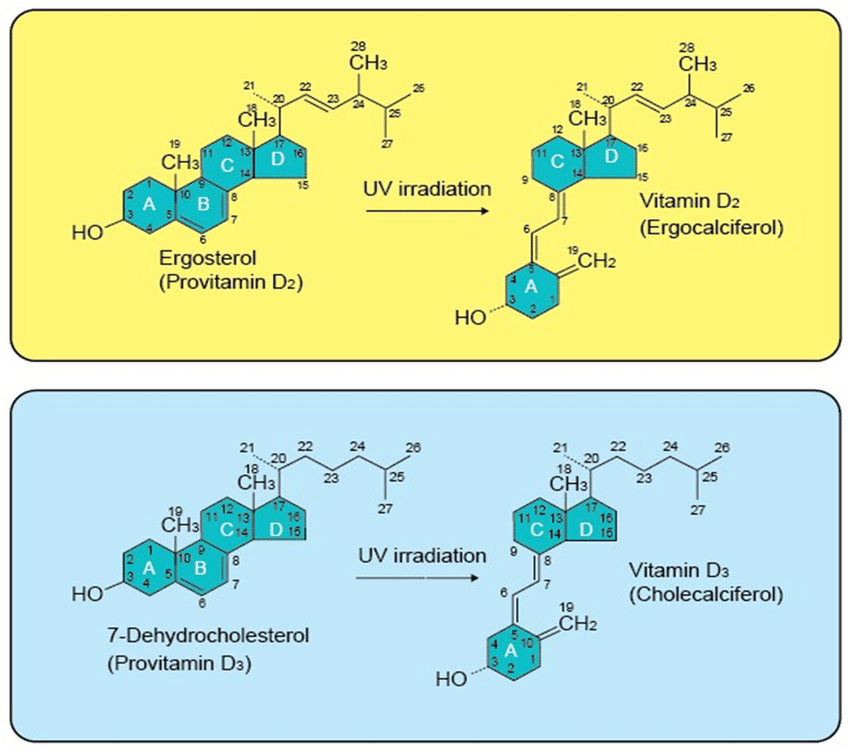 28
CH3
21
20
22
23
24
25
26
27
18
CH3
17
16
15
14
13
12
11
C
D
19
CH3
1
2
3
4
5
6
7
8
9
10
A
B
HO
Ergosterol
(Provitamin D2)
UV irradiation
28
CH3
21
20
22
23
24
25
26
27
18
CH3
17
16
15
14
13
12
11
9
C
D
8
7
6
5
19
CH2
4
3
2
1
A
HO
Vitamin D2
(Ergocalciferol)
21
20
22
23
24
25
26
27
18
CH3
17
16
15
14
13
12
11
C
D
19
CH3
1
2
3
4
5
6
7
8
9
10
A
B
HO
7-Dehydrocholesterol
(Provitamin D3)
UV irradiation
21
20
22
23
24
25
26
27
18
CH3
17
16
15
14
13
12
11
9
C
D
8
7
6
5
10
19
CH2
4
3
2
1
A
HO
Vitamin D3
(Cholecalciferol)